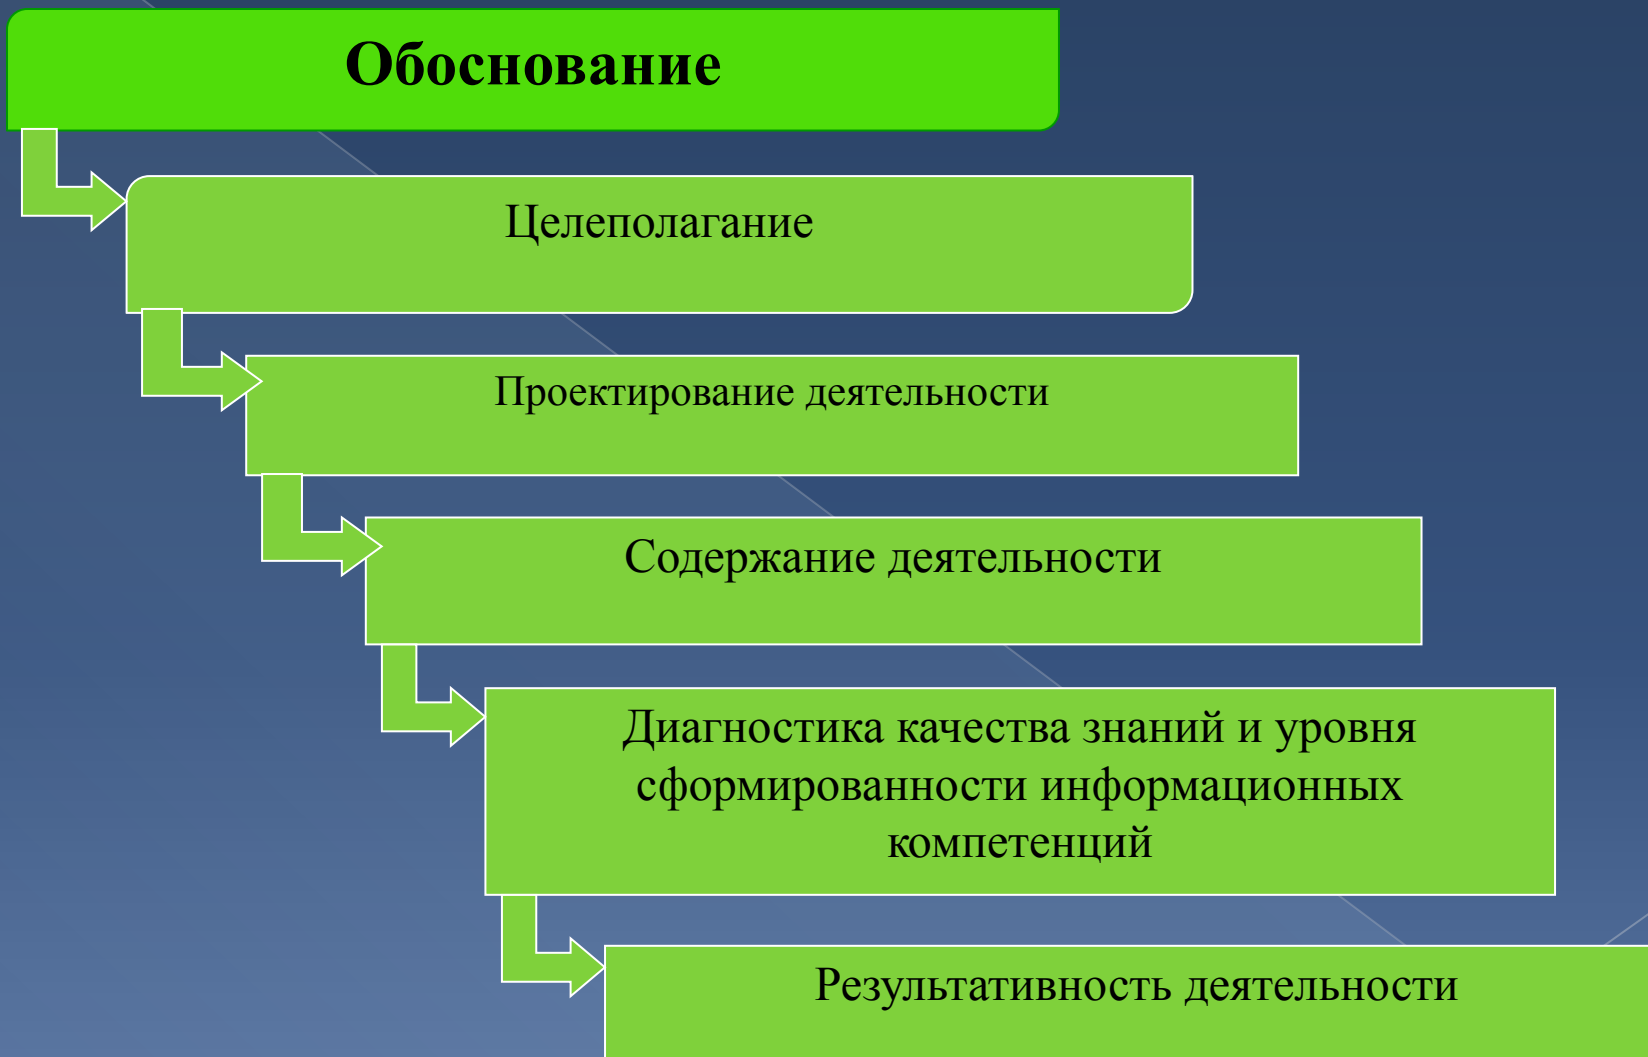 Обоснование
Целеполагание
Проектирование деятельности
Содержание деятельности
Диагностика качества знаний и уровня
сформированности информационных
компетенций
Результативность деятельности